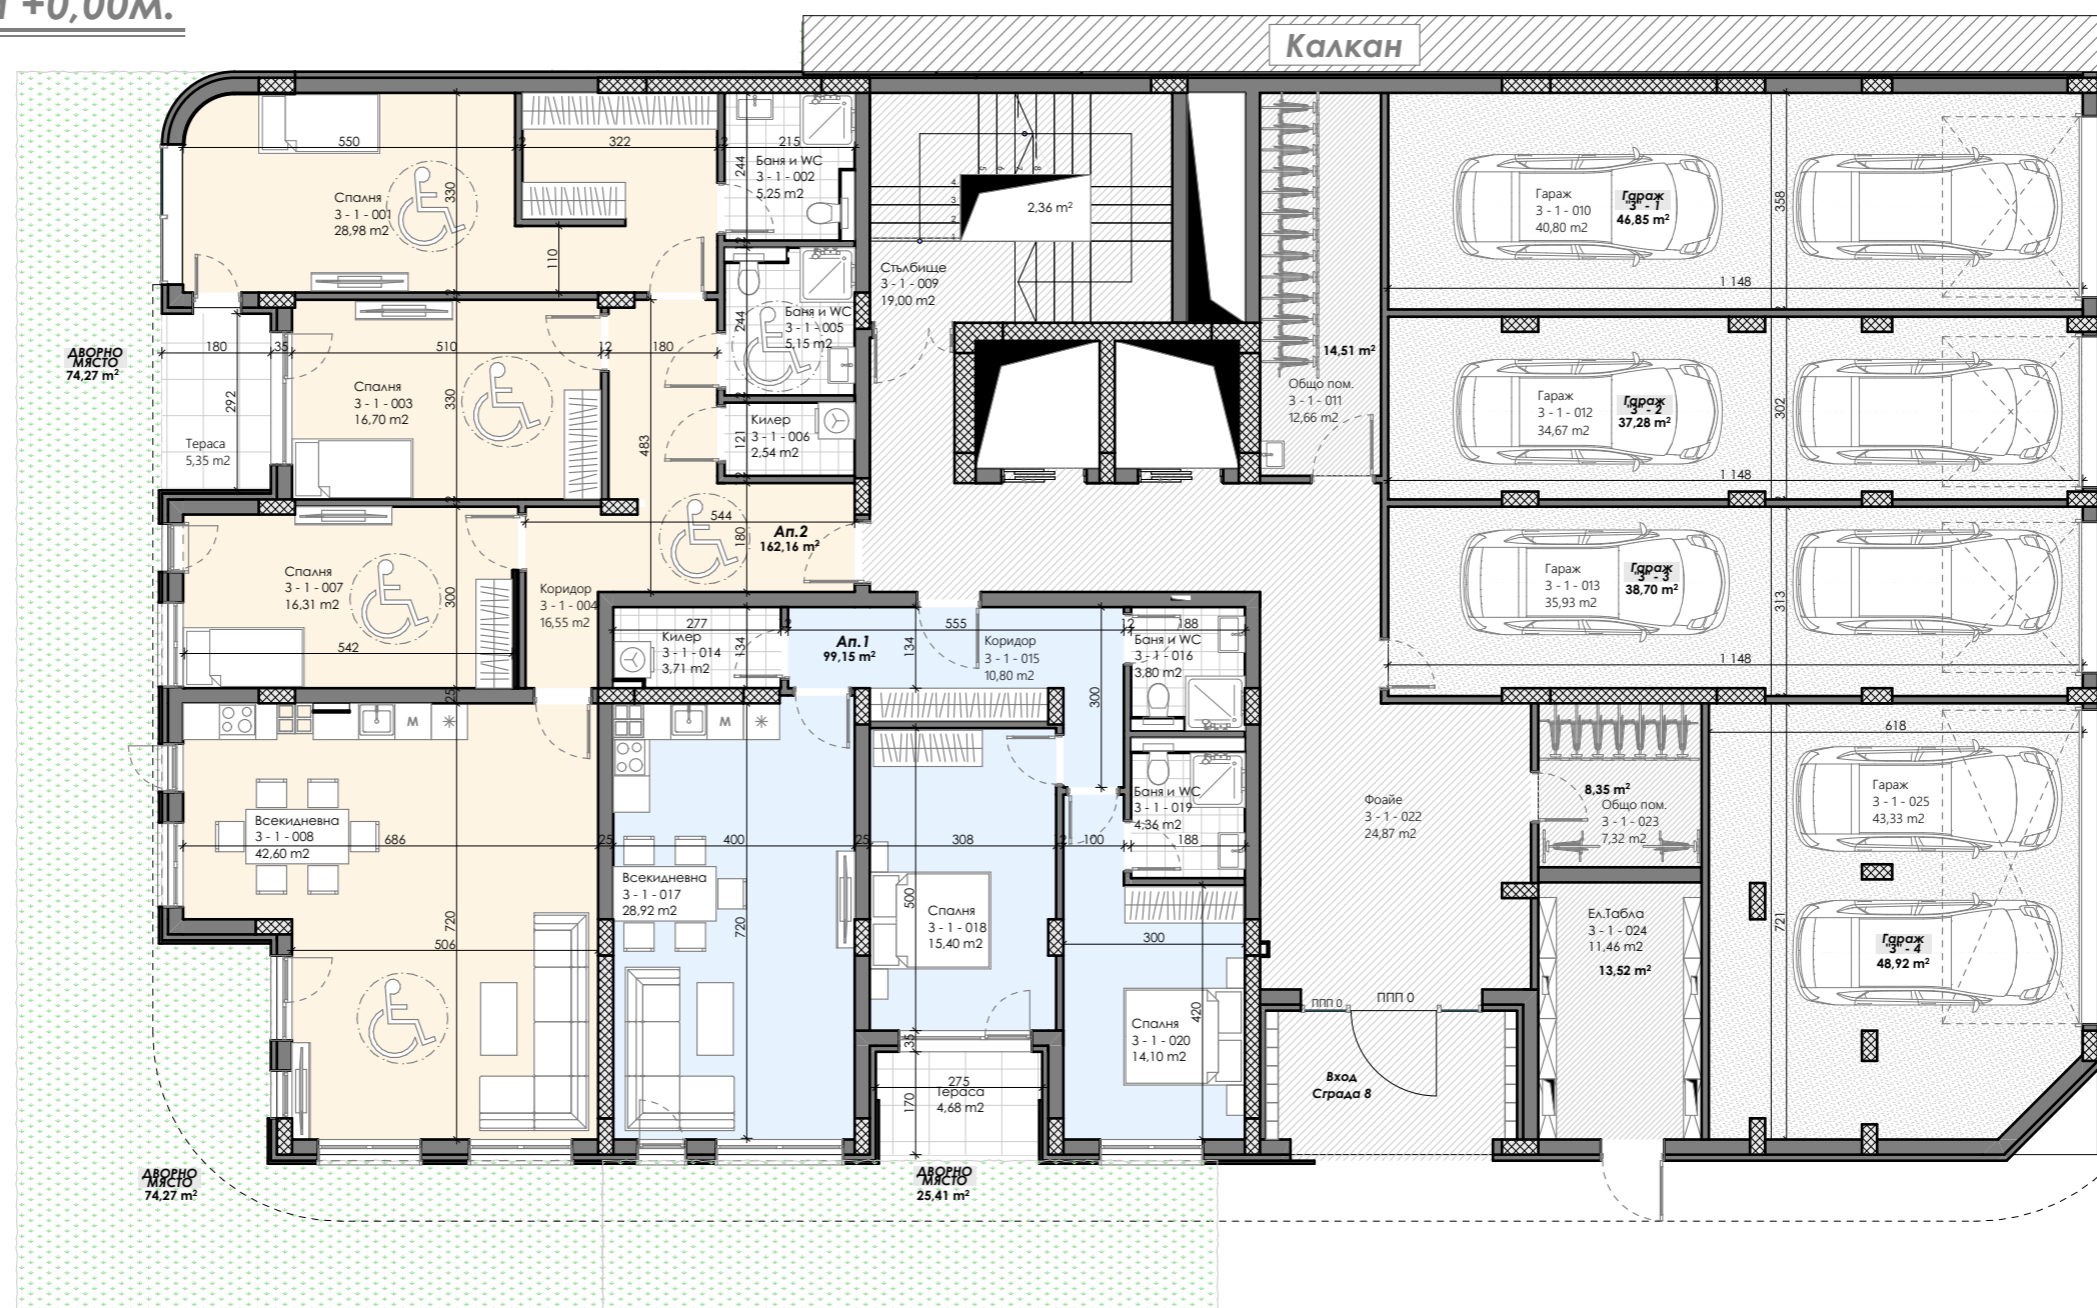 +0,00м.
Калкан
550
322
215
244
330
110
Спалня
3 - 1 - 001
28,98 m2
Баня и WC
3 - 1 - 002
5,25 m2
2,36 m²
Стълбище
3 - 1 - 009
19,00 m2
Гараж
3 - 1 - 010
40,80 m2
Гараж
"З" - 1
46,85 m²
358
1 148
ДВОРНО
МЯСТО
74,27 m²
180
35
510
12
180
292
330
483
244
121
Спалня
3 - 1 - 003
16,70 m2
Тераса
5,35 m2
Баня и WC
3 - 1 - 005
5,15 m2
Килер
3 - 1 - 006
2,54 m2
14,51 m²
Общо пом.
3 - 1 - 011
12,66 m2
Гараж
3 - 1 - 012
34,67 m2
Гараж
"З" - 2
37,28 m²
302
1 148
544
180
Ап.2
162,16 m²
Спалня
3 - 1 - 007
16,31 m2
300
542
Коридор
3 - 1 - 004
16,55 m2
Гараж
3 - 1 - 013
35,93 m2
Гараж
"З" - 3
38,70 m²
313
1 148
277
12
555
12
188
Килер
3 - 1 - 014
3,71 m2
134
Ап.1
99,15 m²
134
Коридор
3 - 1 - 015
10,80 m2
300
Баня и WC
3 - 1 - 016
3,80 m2
25
M
M
618
Всекидневна
3 - 1 - 008
42,60 m2
686
25
400
25
308
12
100
188
Баня и WC
3 - 1 - 019
4,36 m2
Фоайе
3 - 1 - 022
24,87 m2
8,35 m²
Общо пом.
3 - 1 - 023
7,32 m2
Гараж
3 - 1 - 025
43,33 m2
Всекидневна
3 - 1 - 017
28,92 m2
720
506
720
500
Спалня
3 - 1 - 018
15,40 m2
300
420
Ел.Табла
3 - 1 - 024
11,46 m2
13,52 m²
721
Гараж
"З" - 4
48,92 m²
ППП 0
ППП 0
Спалня
3 - 1 - 020
14,10 m2
35
275
170
Тераса
4,68 m2
Вход
Сграда 8
ДВОРНО
МЯСТО
74,27 m²
ДВОРНО
МЯСТО
25,41 m²